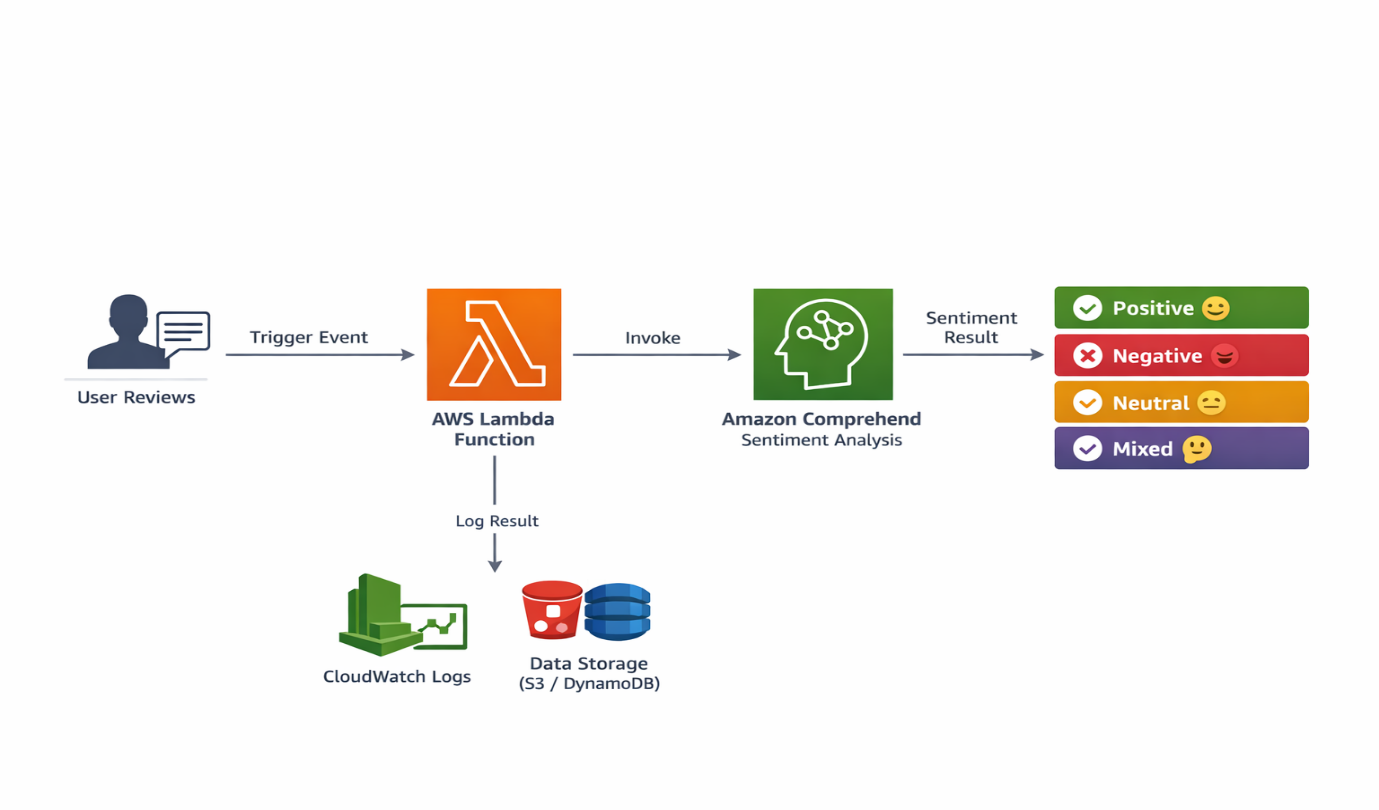 User Reviews
Trigger Event
AWS Lambda
Function
Invoke
Amazon Comprehend
Sentiment Analysis
Sentiment
Result
Positive
Negative
Neutral
Mixed
Log Result
CloudWatch Logs
Data Storage
(S3 / DynamoDB)